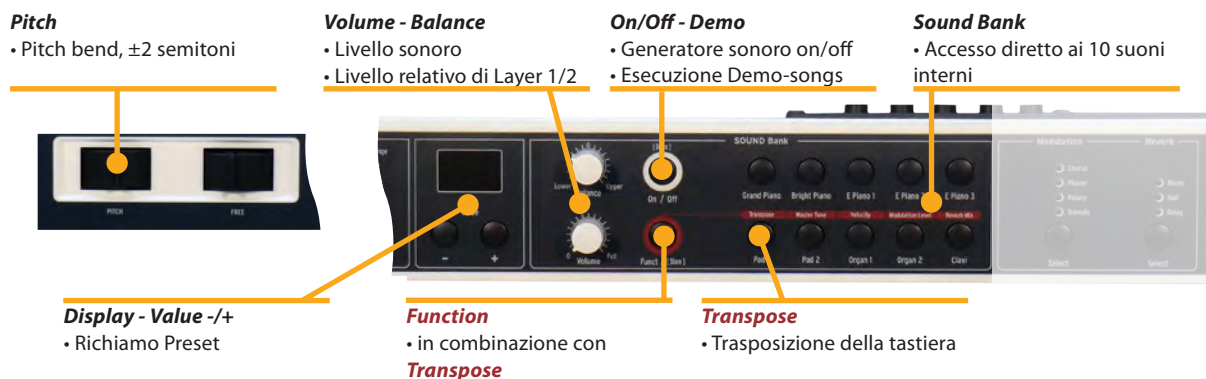 Pitch
• Pitch bend, ±2 semitoni
Volume - Balance
• Livello sonoro
• Livello relativo di Layer 1/2
On/Off - Demo
• Generatore sonoro on/off
• Esecuzione Demo-songs
Sound Bank
• Accesso diretto ai 10 suoni
interni
PITCH
FREE
− +
Lower Upper
Balance
0 Full
Volume
On / Off
SOUND Bank
Grand Piano Bright Piano E Piano 1 E Piano E Piano 3
Transpose Master Tune Velocity Modulation Level Reverb Mix
Pad Pad 2 Organ 1 Organ 2 Clavi
Modulation
Chorus
Phaser
Rotary
Tremolo
Select
Reverb
Room
Hall
Delay
Select
Display - Value -/+
• Richiamo Preset
Function
• in combinazione con
Transpose
Transpose
• Trasposizione della tastiera